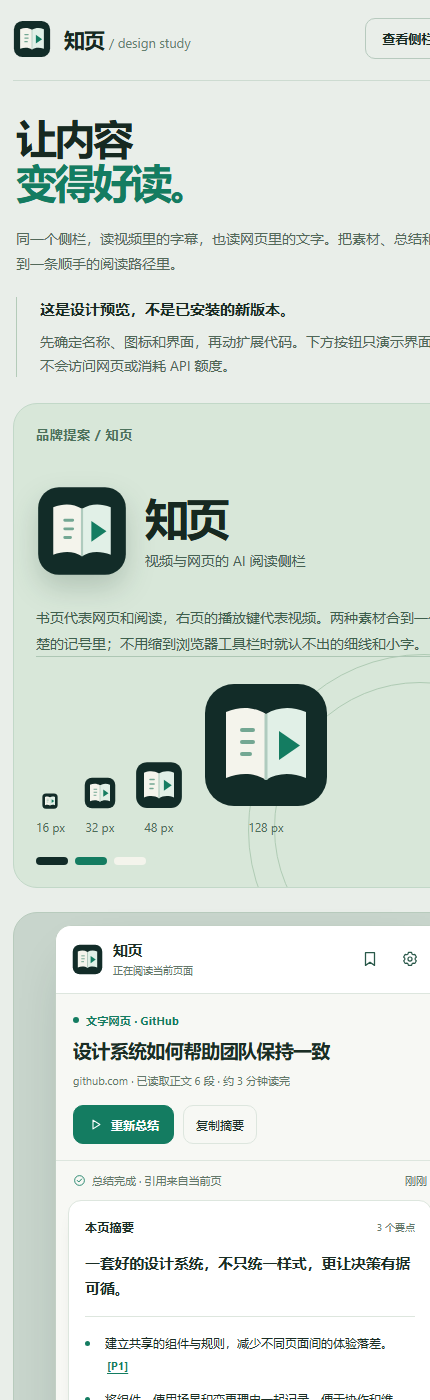 知页 / design study
查看侧栏
让内容
变得好读。
同一个侧栏，读视频里的字幕，也读网页里的文字。把素材、总结和
到一条顺手的阅读路径里。
这是设计预览，不是已安装的新版本。
先确定名称、图标和界面，再动扩展代码。下方按钮只演示界面
不会访问网页或消耗 API 额度。
品牌提案 / 知页
知页
视频与网页的 AI 阅读侧栏
书页代表网页和阅读，右页的播放键代表视频。两种素材合到一
楚的记号里；不用缩到浏览器工具栏时就认不出的细线和小字。
16 px 32 px 48 px 128 px
知页
正在阅读当前页面
文字网页 · GitHub
设计系统如何帮助团队保持一致
github.com · 已读取正文 6 段 · 约 3 分钟读完
重新总结 复制摘要
总结完成 · 引用来自当前页 刚刚
本页摘要 3 个要点
一套好的设计系统，不只统一样式，更让决策有据
可循。
建立共享的组件与规则，减少不同页面间的体验落差。
[P1]